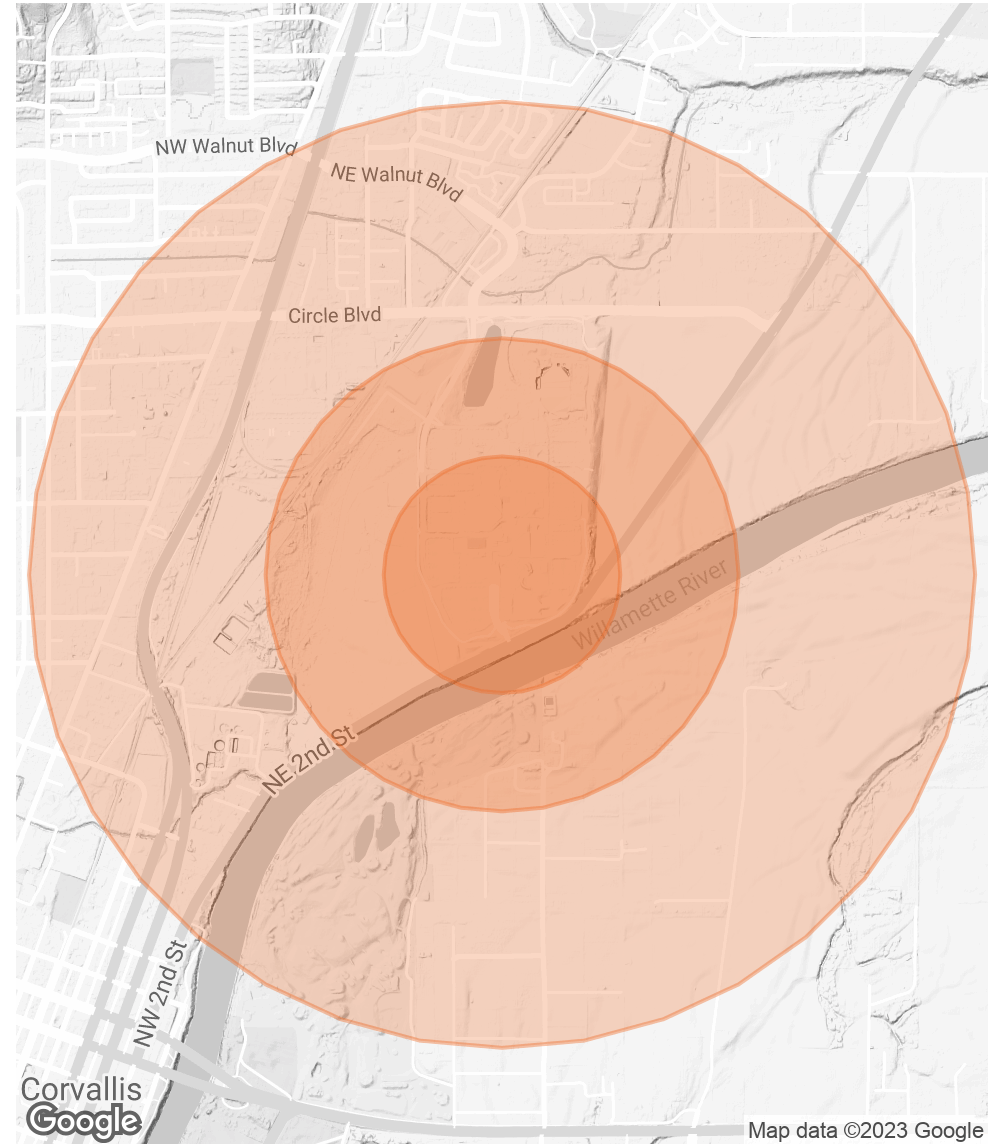 NW Walnut Blvd
NE Walnut Blvd
Circle Blvd
Willamette River
NE 2nd St
NW 2nd St
Corvallis
Google
Map data ©2023 Google